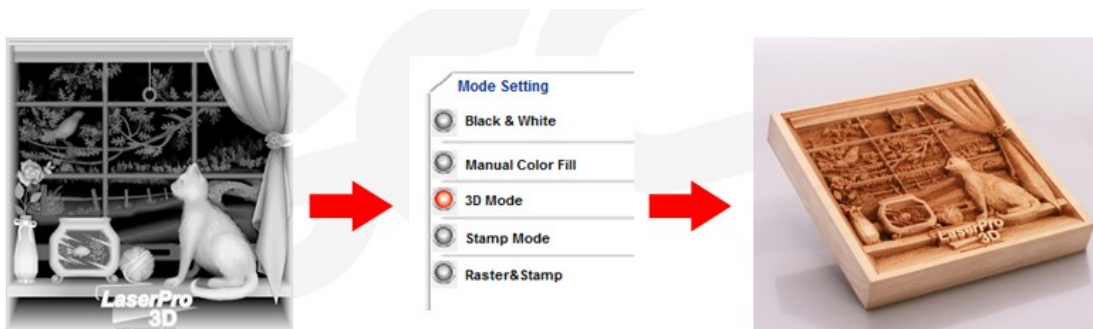 LaserPro
3D
Mode Setting
Black & White
Manual Color Fill
3D Mode
Stamp Mode
Raster&Stamp
LaserPro
3D